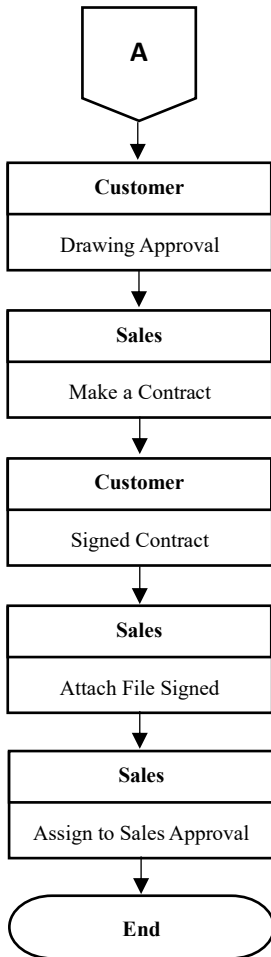 A
Customer
Drawing Approval
Sales
Make a Contract
Customer
Signed Contract
Sales
Attach File Signed
Sales
Assign to Sales Approval
End